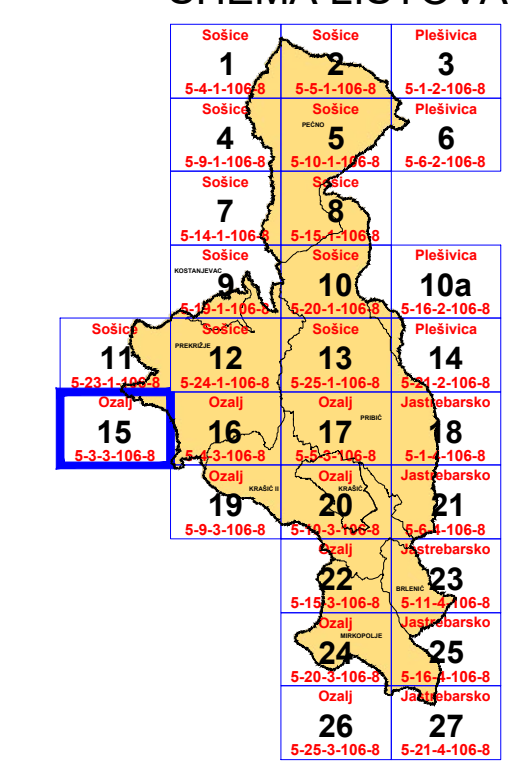 SHEMA LISTOVA
Sošice Sošice Plešivica
1 2 3
5-4-1-106-8 5-5-1-106-8 5-1-2-106-8
Sošice Sošice Plešivica
PEČNO
4 5 6
5-9-1-106-8 5-10-1-106-8 5-6-2-106-8
Sošice Sošice
7 8
5-14-1-106-8 5-15-1-106-8
Sošice Sošice Plešivica
KOSTANJEVAC
9 10 10a
5-19-1-106-8 5-20-1-106-8 5-16-2-106-8
Sošice Sošice Sošice Plešivica
PREKRIŽJE
11 12 13 14
5-23-1-106-8 5-24-1-106-8 5-25-1-106-8 5-21-2-106-8
Ozalj Ozalj Ozalj Jastrebarsko
PRIBIĆ
15 16 17 18
5-3-3-106-8 5-4-3-106-8 5-5-3-106-8 5-1-4-106-8
Ozalj Ozalj Jastrebarsko
KRAŠIĆ II KRAŠIĆ
19 20 21
5-9-3-106-8 5-10-3-106-8 5-6-4-106-8
Ozalj Jastrebarsko
22 23
BRLENIĆ
5-15-3-106-8 5-11-4-106-8
Ozalj Jastrebarsko
MIRKOPOLJE
24 25
5-20-3-106-8 5-16-4-106-8
Ozalj Jastrebarsko
26 27
5-25-3-106-8 5-21-4-106-8